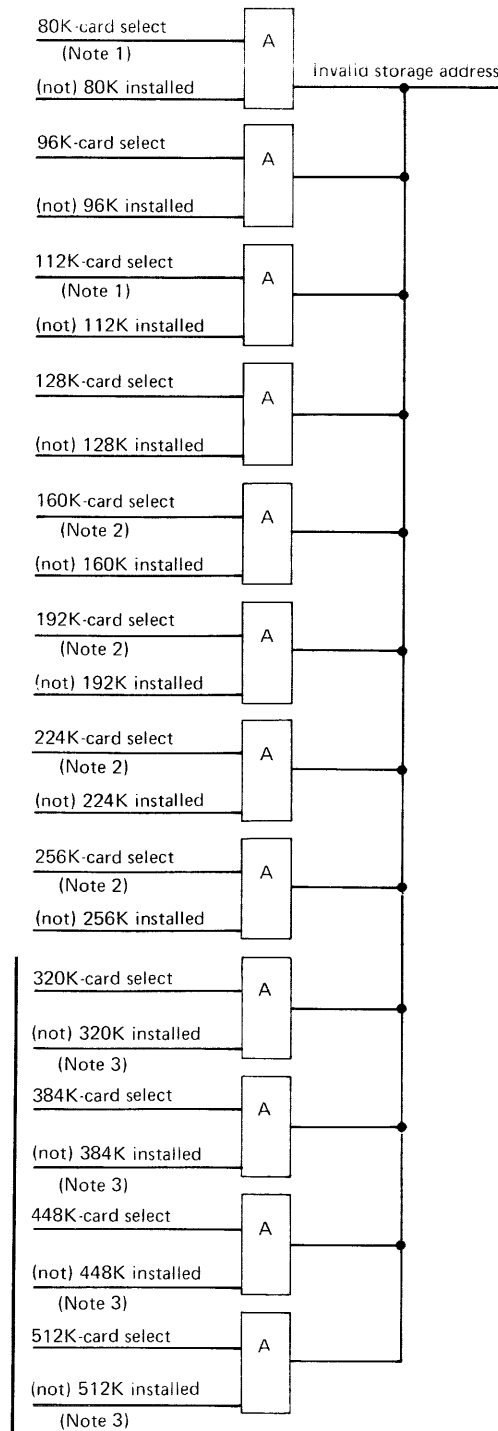 80K-card select
A
(Note 1)
Invalid storage address
(not) 80K installed
96K-card select
A
(not) 96K installed
112K-card select
A
(Note 1)
(not) 112K installed
128K-card select
A
(not) 128K installed
160K-card select
A
(Note 2)
(not) 160K installed
192K-card select
A
(Note 2)
(not) 192K installed
224K-card select
A
(Note 2)
(not) 224K installed
256K-card select
A
(Note 2)
(not) 256K installed
320K-card select
A
(not) 320K installed
(Note 3)
384K-card select
A
(not) 384K installed
(Note 3)
448K-card select
A
(not) 448K installed
(Note 3)
512K-card select
A
(not) 512K installed
(Note 3)